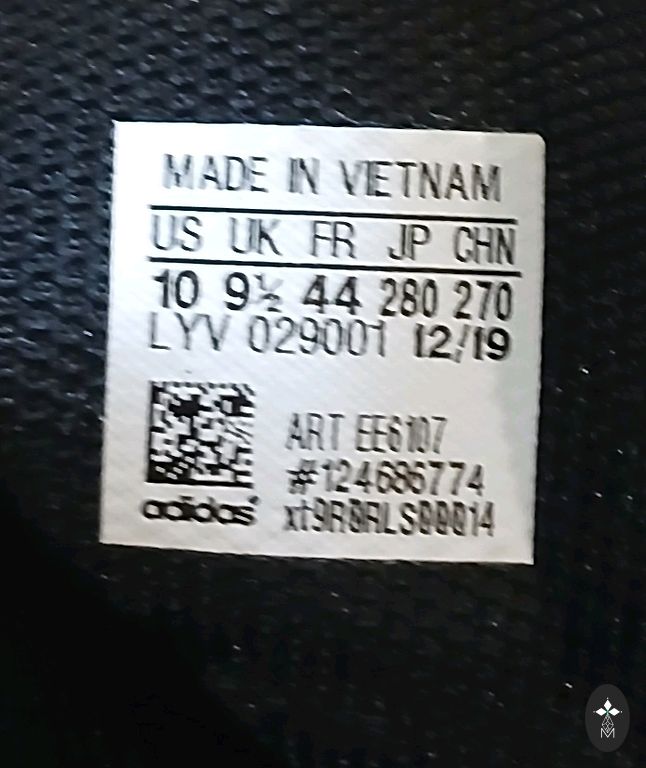 MADE IN VIETNAM
US UK FR JP CHN
10 9½ 44 280 270
LYV 029001 12/19
ART EE6107
#124686774
adidas
xt9R0RLS00014
M